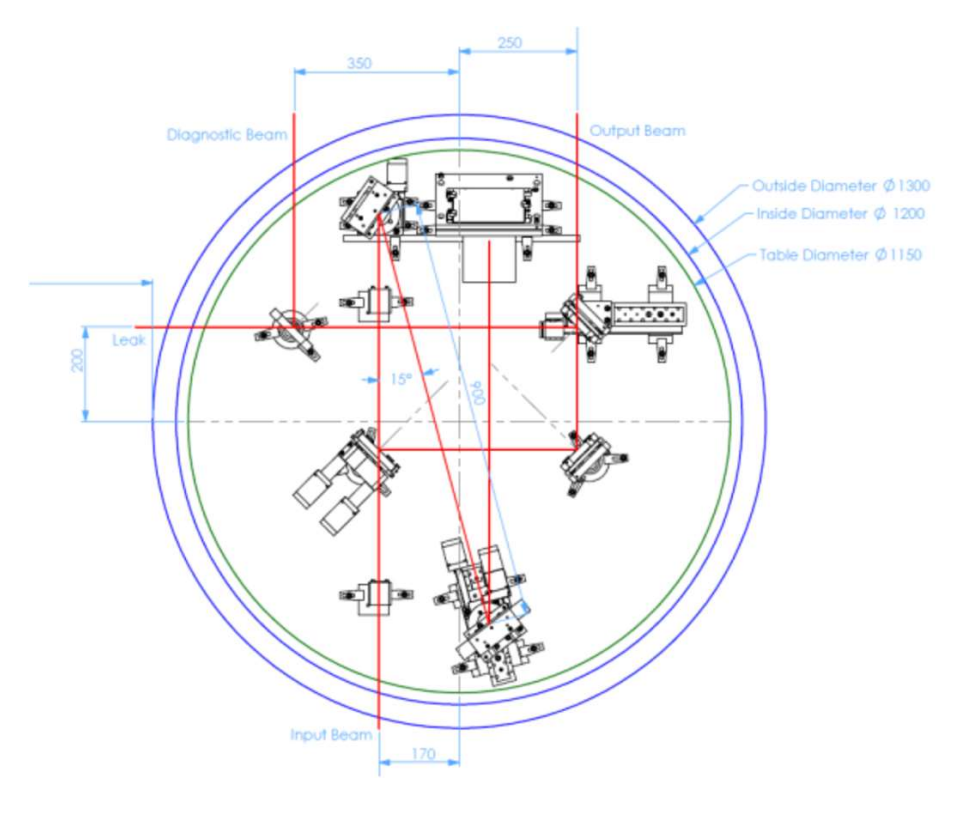 250
350
Diagnostic Beam
Output Beam
Outside Diameter Ø1300
Inside Diameter Ø 1200
Table Diameter Ø1150
Leak
200
15°
900
Input Beam
170